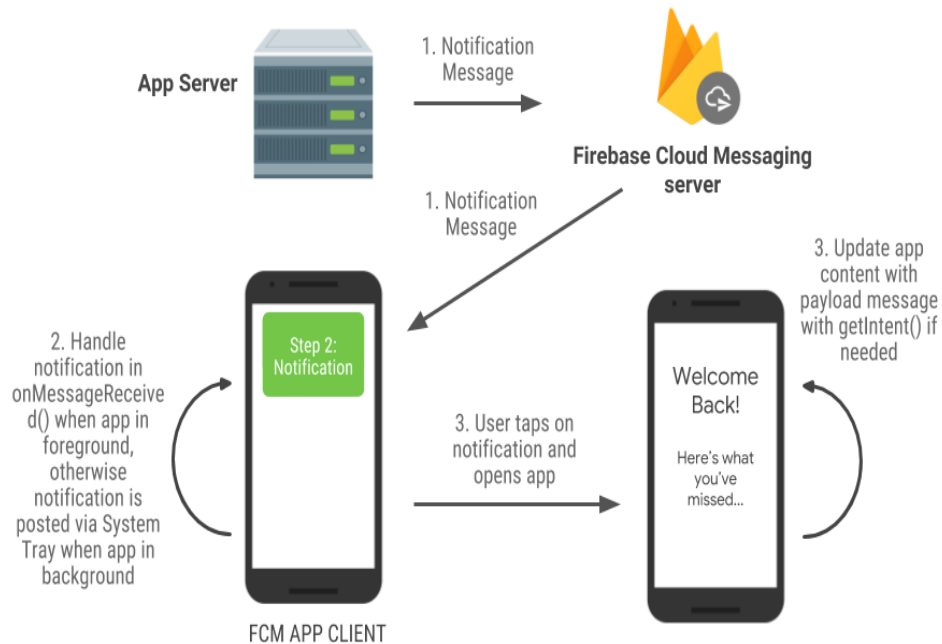 App Server
1. Notification
Message
Firebase Cloud Messaging
server
1. Notification
Message
2. Handle
notification in
onMessageReceive
d() when app in
foreground,
otherwise
notification is
posted via System
Tray when app in
background
Step 2:
Notification
FCM APP CLIENT
3. User taps on
notification and
opens app
Welcome
Back!
Here's what
you've
missed...
3. Update app
content with
payload message
with getIntent() if
needed